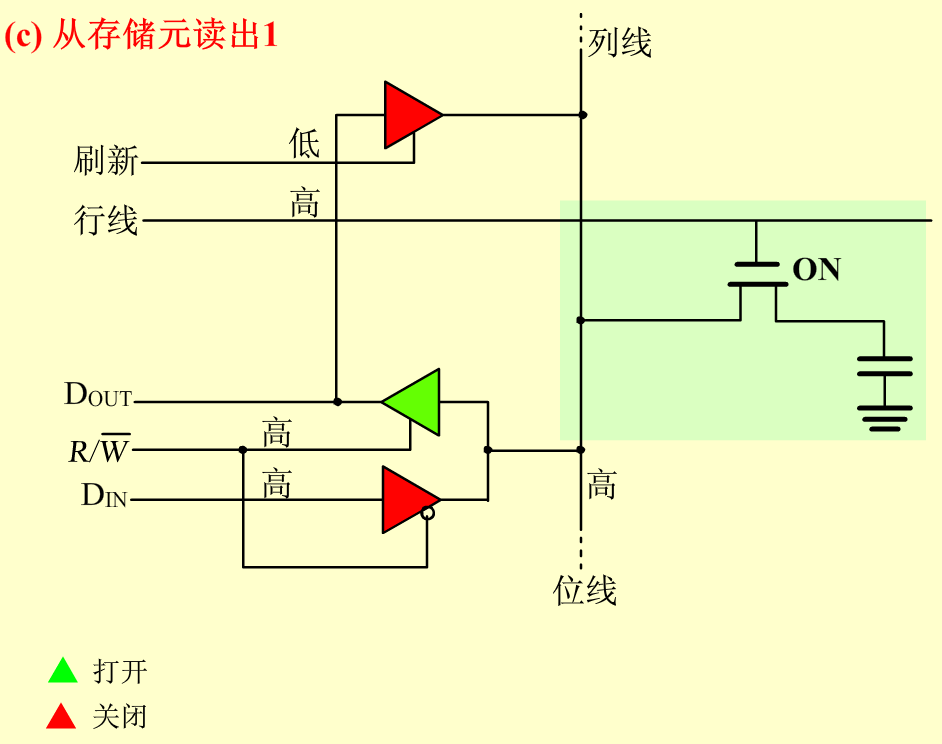 (c) 从存储元读出1
列线
低
刷新
高
行线
ON
DOUT
高
R/W̅
高
DIN
高
位线
打开
关闭